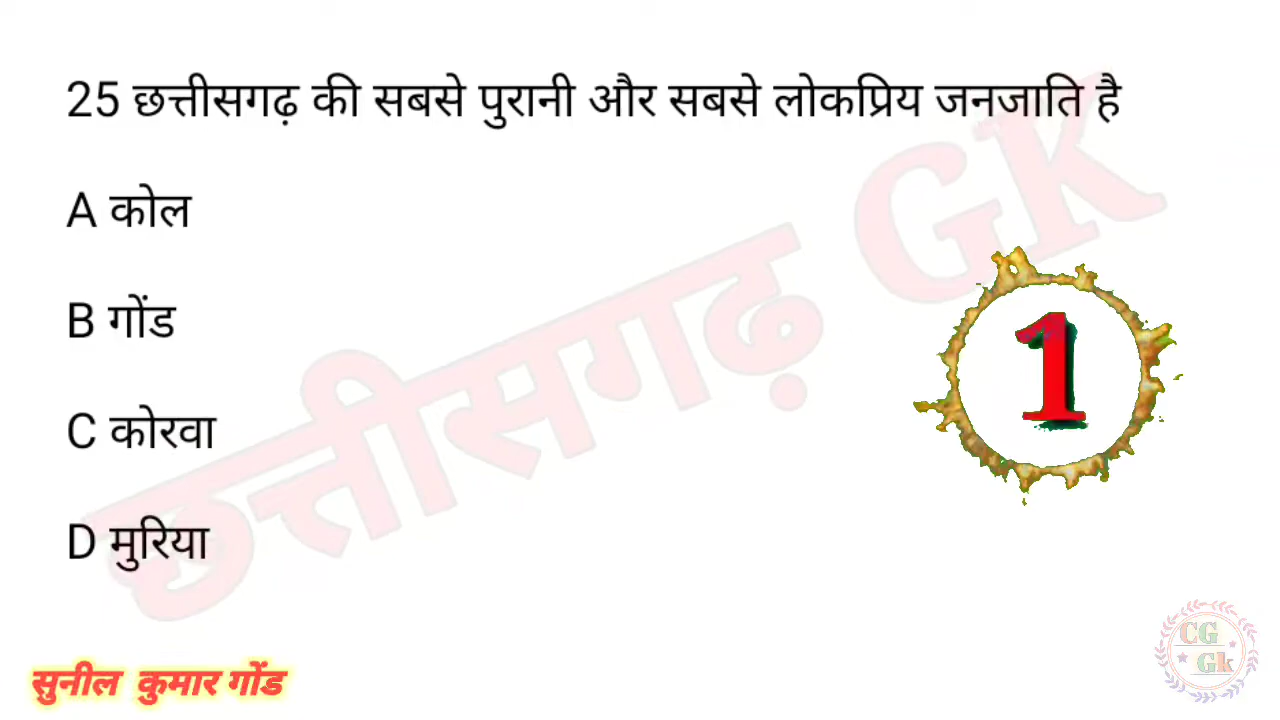 25 छत्तीसगढ़ की सबसे पुरानी और सबसे लोकप्रिय जनजाति है
A कोल
B गोंड
C कोरवा
D मुरिया
1
छत्तीसगढ़ GK
सुनील कुमार गोंड
CG
Gk